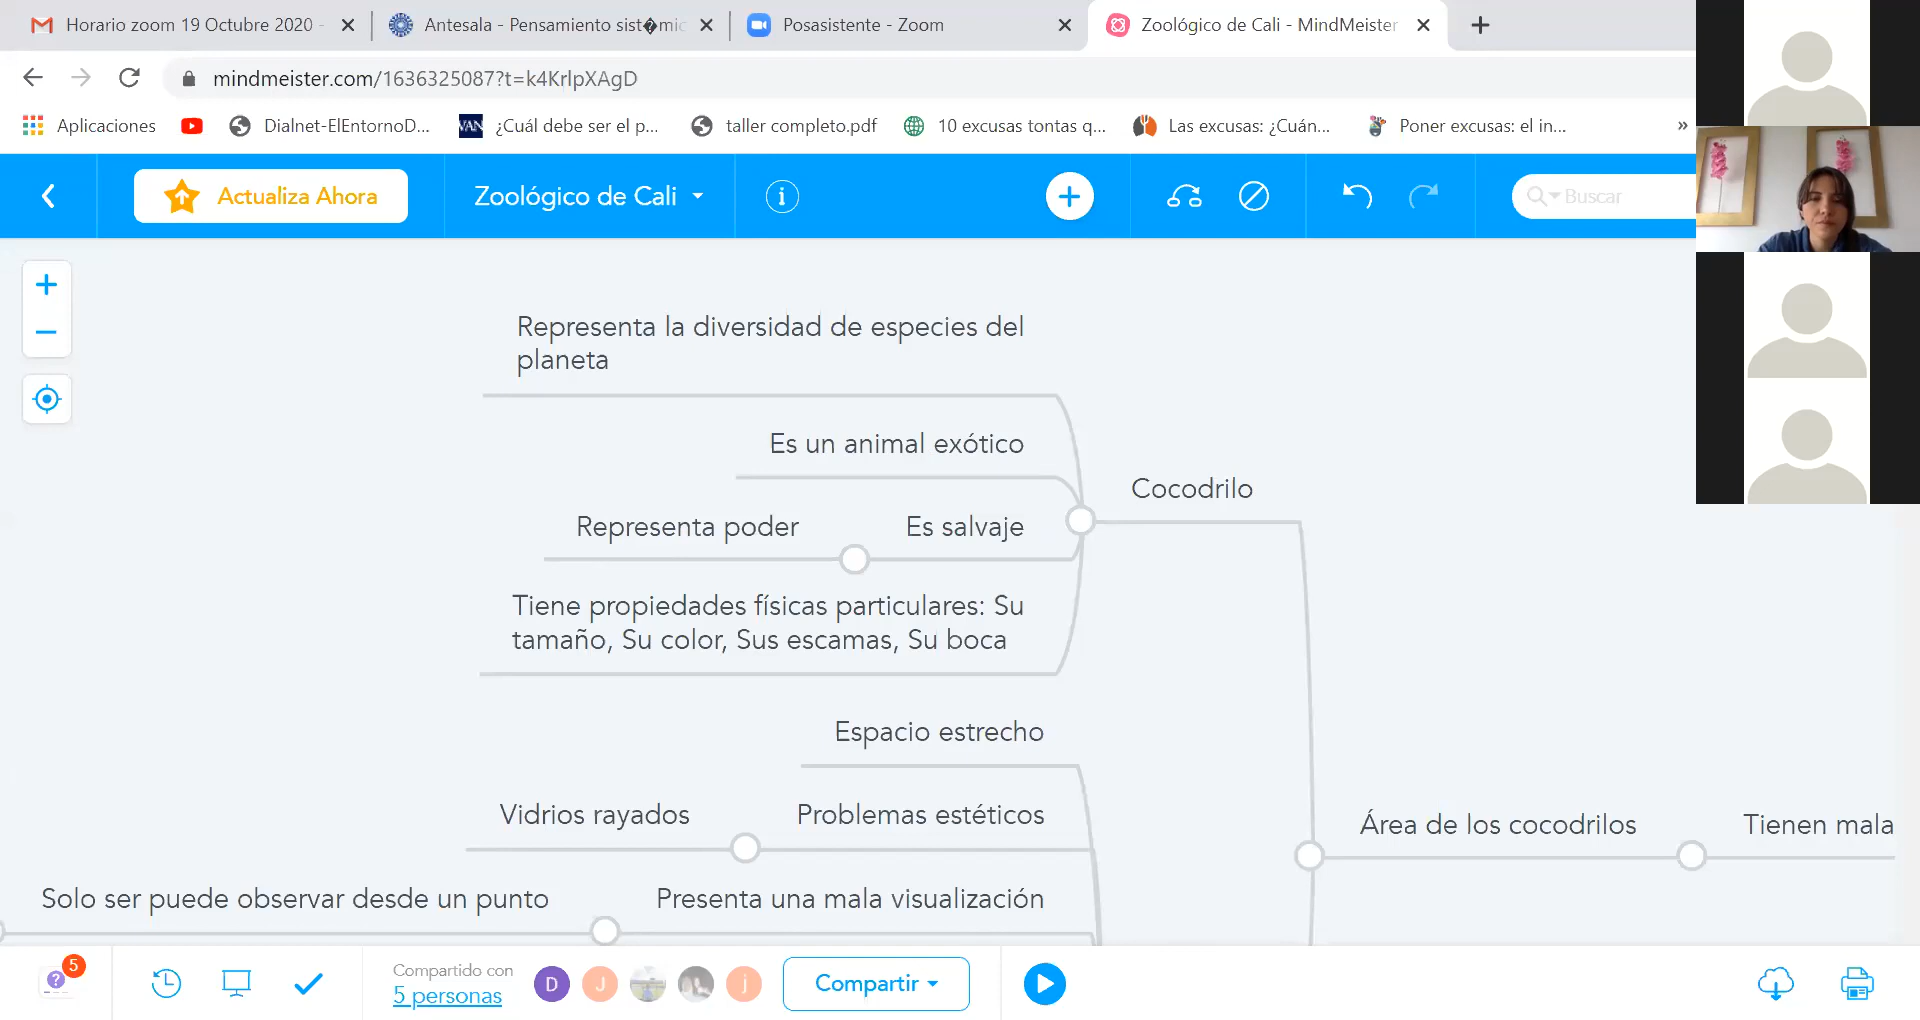 Horario zoom 19 Octubre 2020 -
Antesala - Pensamiento sist�mic
Posasistente - Zoom
Zoológico de Cali - MindMeister
mindmeister.com/1636325087?t=k4KrlpXAgD
Aplicaciones
Dialnet-ElEntornoD...
VAN
¿Cuál debe ser el p...
taller completo.pdf
10 excusas tontas q...
Las excusas: ¿Cuán...
Poner excusas: el in...
»
Actualiza Ahora
Zoológico de Cali
Buscar
Representa la diversidad de especies del
planeta
Es un animal exótico
Cocodrilo
Representa poder
Es salvaje
Tiene propiedades físicas particulares: Su
tamaño, Su color, Sus escamas, Su boca
Espacio estrecho
Vidrios rayados
Problemas estéticos
Área de los cocodrilos
Tienen mala
Solo ser puede observar desde un punto
Presenta una mala visualización
5
Compartido con
5 personas
D
J
j
Compartir